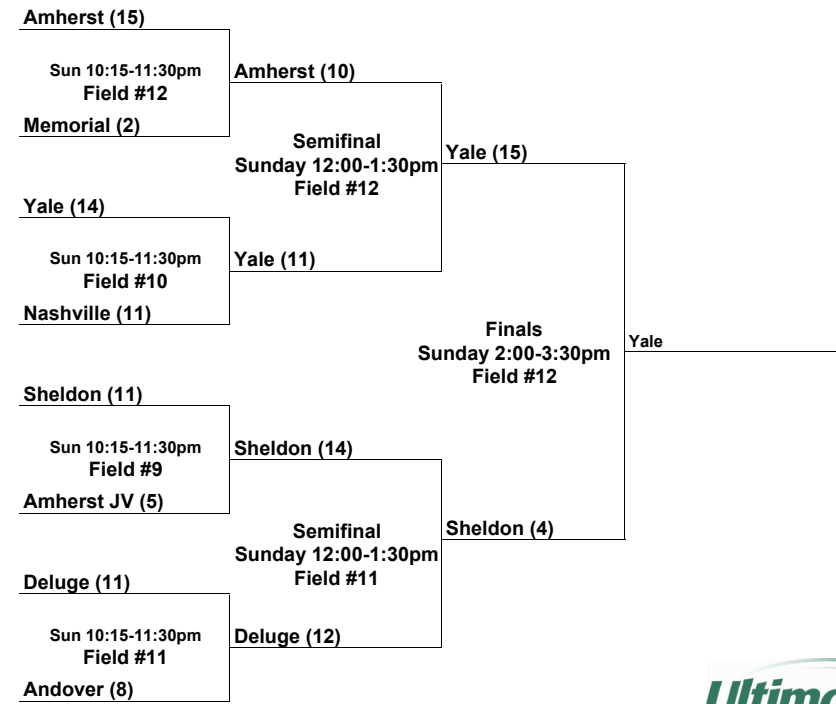 Amherst (15)
Sun 10:15-11:30pm
Field #12
Memorial (2)
Amherst (10)
Semifinal
Sunday 12:00-1:30pm
Field #12
Yale (14)
Sun 10:15-11:30pm
Field #10
Nashville (11)
Yale (11)
Yale (15)
Finals
Sunday 2:00-3:30pm
Field #12
Yale
Sheldon (11)
Sun 10:15-11:30pm
Field #9
Amherst JV (5)
Sheldon (14)
Semifinal
Sunday 12:00-1:30pm
Field #11
Sheldon (4)
Deluge (11)
Sun 10:15-11:30pm
Field #11
Andover (8)
Deluge (12)